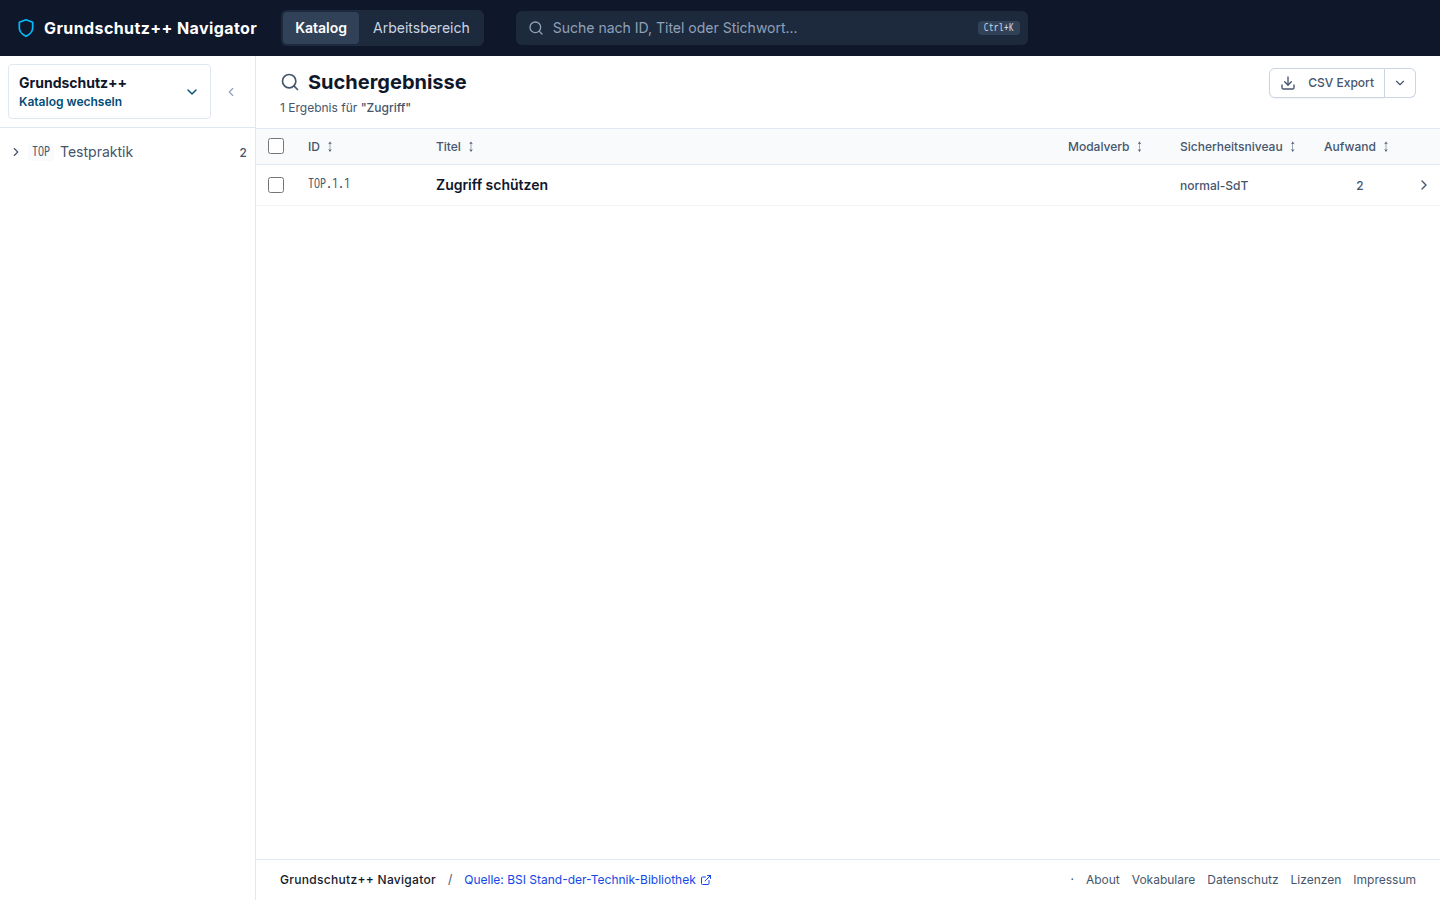 Grundschutz++ Navigator
Katalog
Arbeitsbereich
Suche nach ID, Titel oder Stichwort...
Ctrl+K
Grundschutz++
Katalog wechseln
TOP Testpraktik 2
Suchergebnisse
1 Ergebnis für "Zugriff"
CSV Export
ID Titel Modalverb Sicherheitsniveau Aufwand
TOP.1.1 Zugriff schützen normal-SdT 2
Grundschutz++ Navigator / Quelle: BSI Stand-der-Technik-Bibliothek · About Vokabulare Datenschutz Lizenzen Impressum